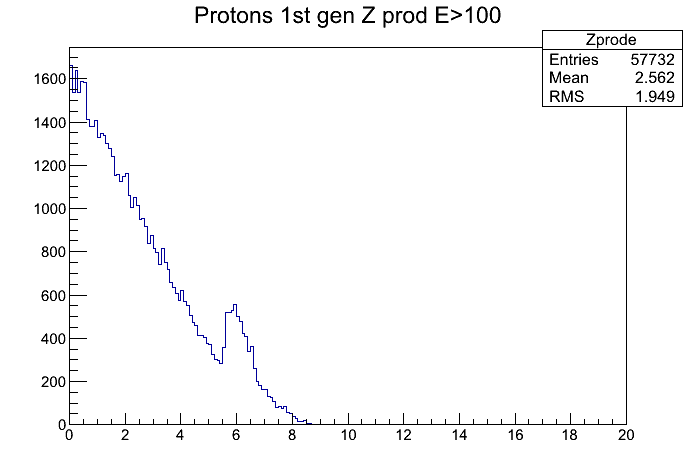 Protons 1st gen Z prod E>100
Zprode
Entries 57732
Mean 2.562
RMS 1.949
1600
1400
1200
1000
800
600
400
200
0
0 2 4 6 8 10 12 14 16 18 20